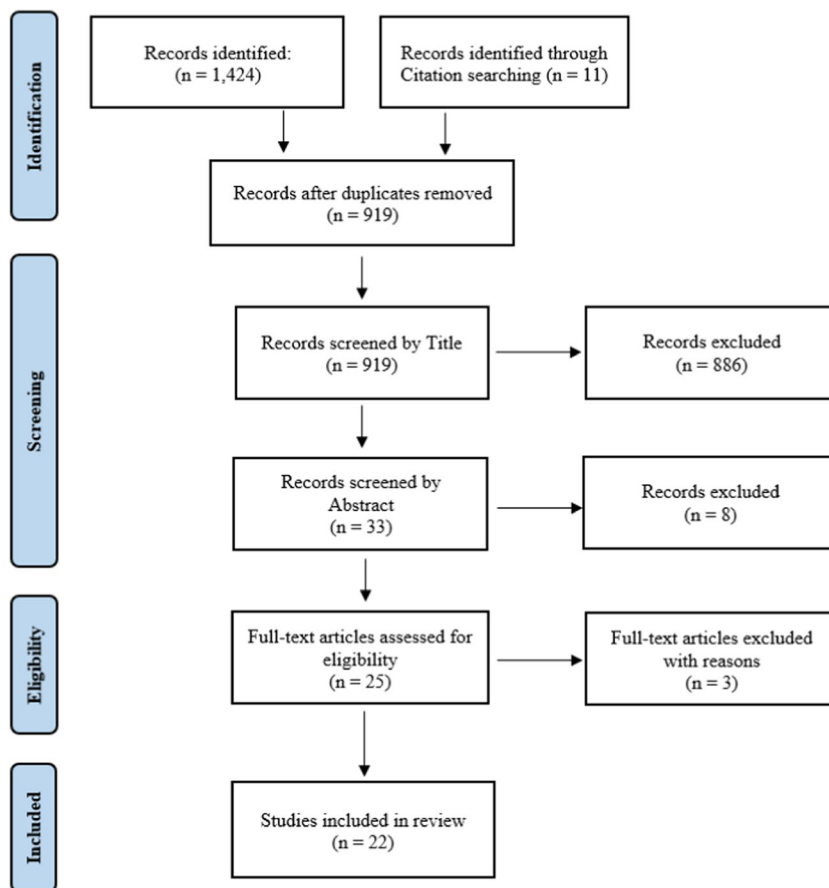 Identification
Records identified:
(n = 1,424)
Records identified through
Citation searching (n = 11)
Records after duplicates removed
(n = 919)
Screening
Records screened by Title
(n = 919)
Records excluded
(n = 886)
Records screened by
Abstract
(n = 33)
Records excluded
(n = 8)
Eligibility
Full-text articles assessed for
eligibility
(n = 25)
Full-text articles excluded
with reasons
(n = 3)
Included
Studies included in review
(n = 22)